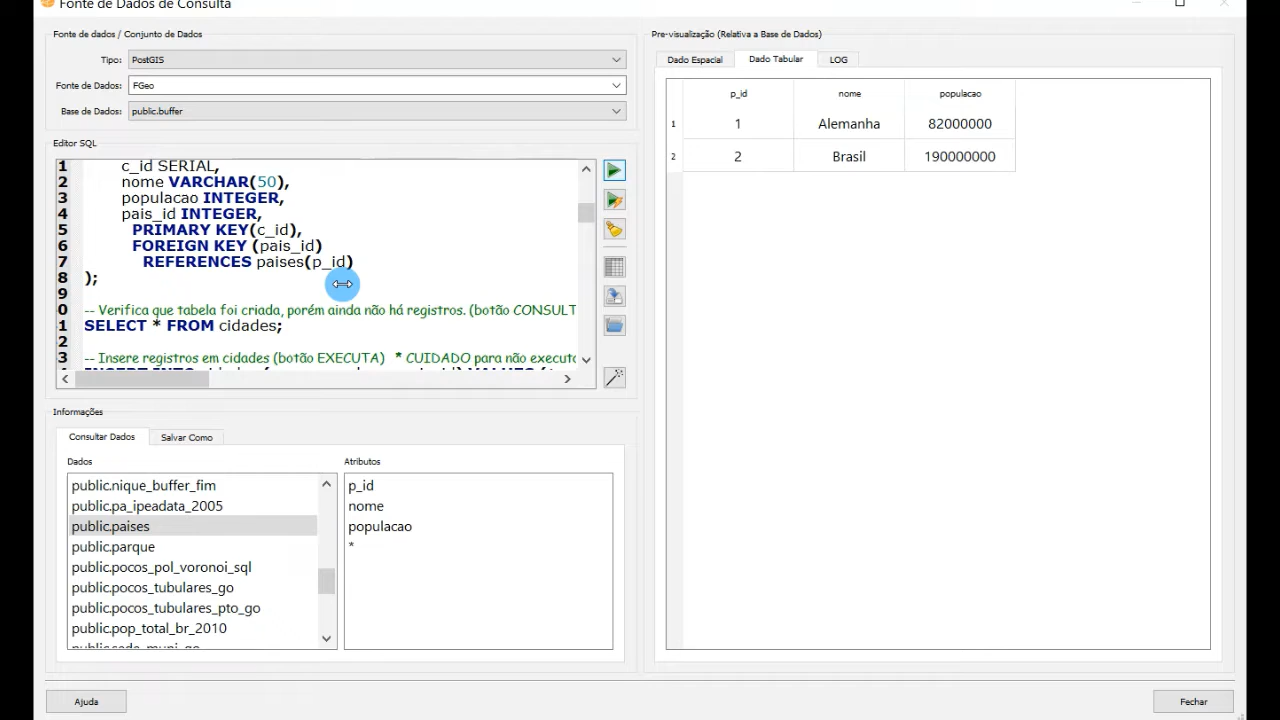 Fonte de Dados de Consulta
Fonte de dados / Conjunto de Dados
Tipo: PostGIS
Fonte de Dados: FGeo
Base de Dados: public.buffer
Editor SQL
1 c_id SERIAL,
2 nome VARCHAR(50),
3 populacao INTEGER,
4 pais_id INTEGER,
5 PRIMARY KEY(c_id),
6 FOREIGN KEY (pais_id)
7 REFERENCES paises(p_id)
8 );
9
0 -- Verifica que tabela foi criada, porém ainda não há registros. (botão CONSULT
1 SELECT * FROM cidades;
2
3 -- Insere registros em cidades (botão EXECUTA) * CUIDADO para não executa
Informações
Consultar Dados Salvar Como
Dados Atributos
public.nique_buffer_fim
public.pa_ipeadata_2005
public.paises
public.parque
public.pocos_pol_voronoi_sql
public.pocos_tubulares_go
public.pocos_tubulares_pto_go
public.pop_total_br_2010
p_id
nome
populacao
*
Pre-visualização (Relativa a Base de Dados)
Dado Espacial Dado Tabular LOG
p_id nome populacao
1 1 Alemanha 82000000
2 2 Brasil 190000000
Ajuda Fechar